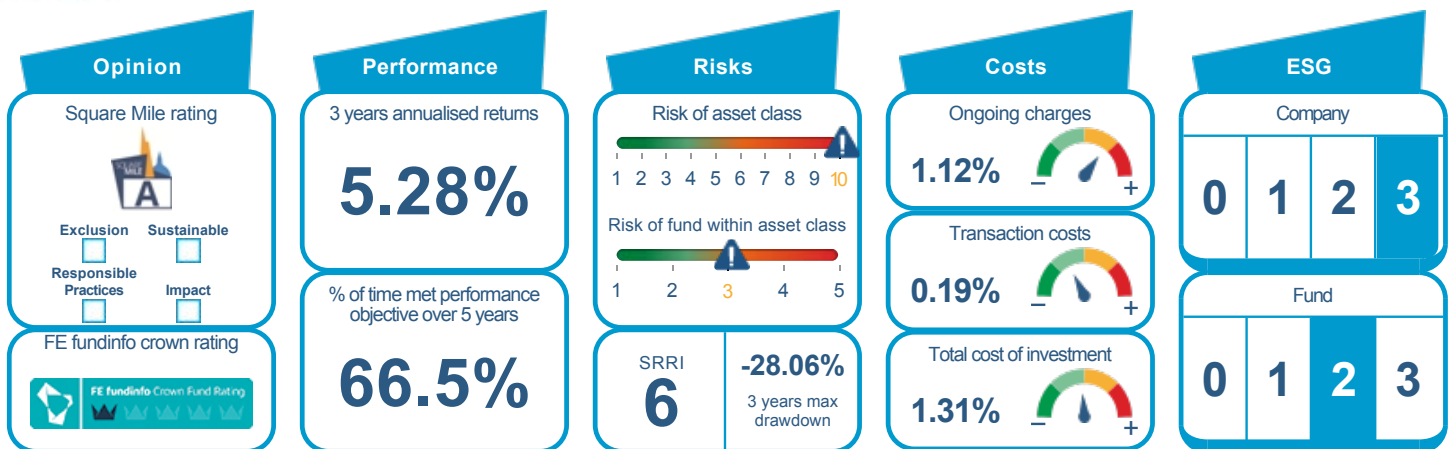 Opinion
Square Mile rating
SQUARE
MILE
A
Exclusion
Sustainable
Responsible
Practices
Impact
FE fundinfo crown rating
FE fundinfo Crown Fund Rating
Performance
3 years annualised returns
5.28%
% of time met performance
objective over 5 years
66.5%
Risks
Risk of asset class
1 2 3 4 5 6 7 8 9 10
Risk of fund within asset class
1 2 3 4 5
SRRI
6
-28.06%
3 years max
drawdown
Costs
Ongoing charges
1.12%
− +
Transaction costs
0.19%
− +
Total cost of investment
1.31%
− +
ESG
Company
0 1 2 3
Fund
0 1 2 3